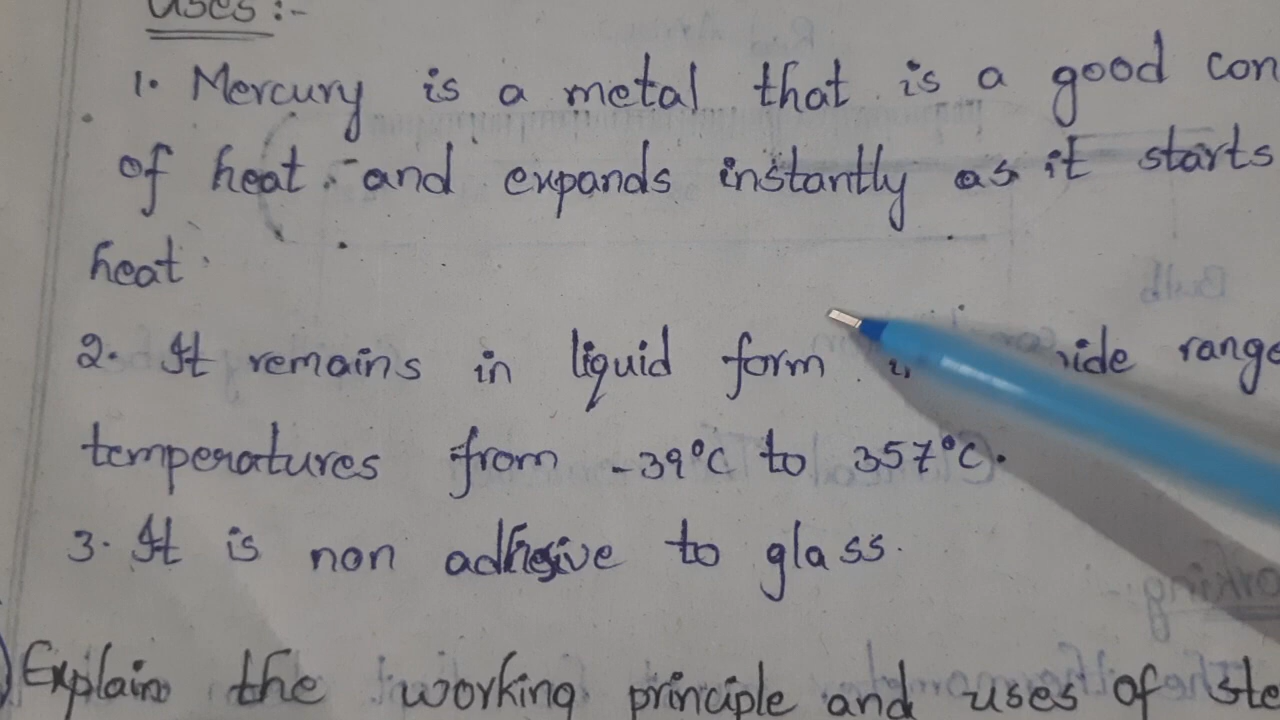 Uses :-
1. Mercury is a metal that is a good con
of heat. and expands instantly as it starts
heat.
2. It remains in liquid form wide range
temperatures from -39°C to 357°C.
3. It is non adhesive to glass.
Explain the working principle and uses of ste